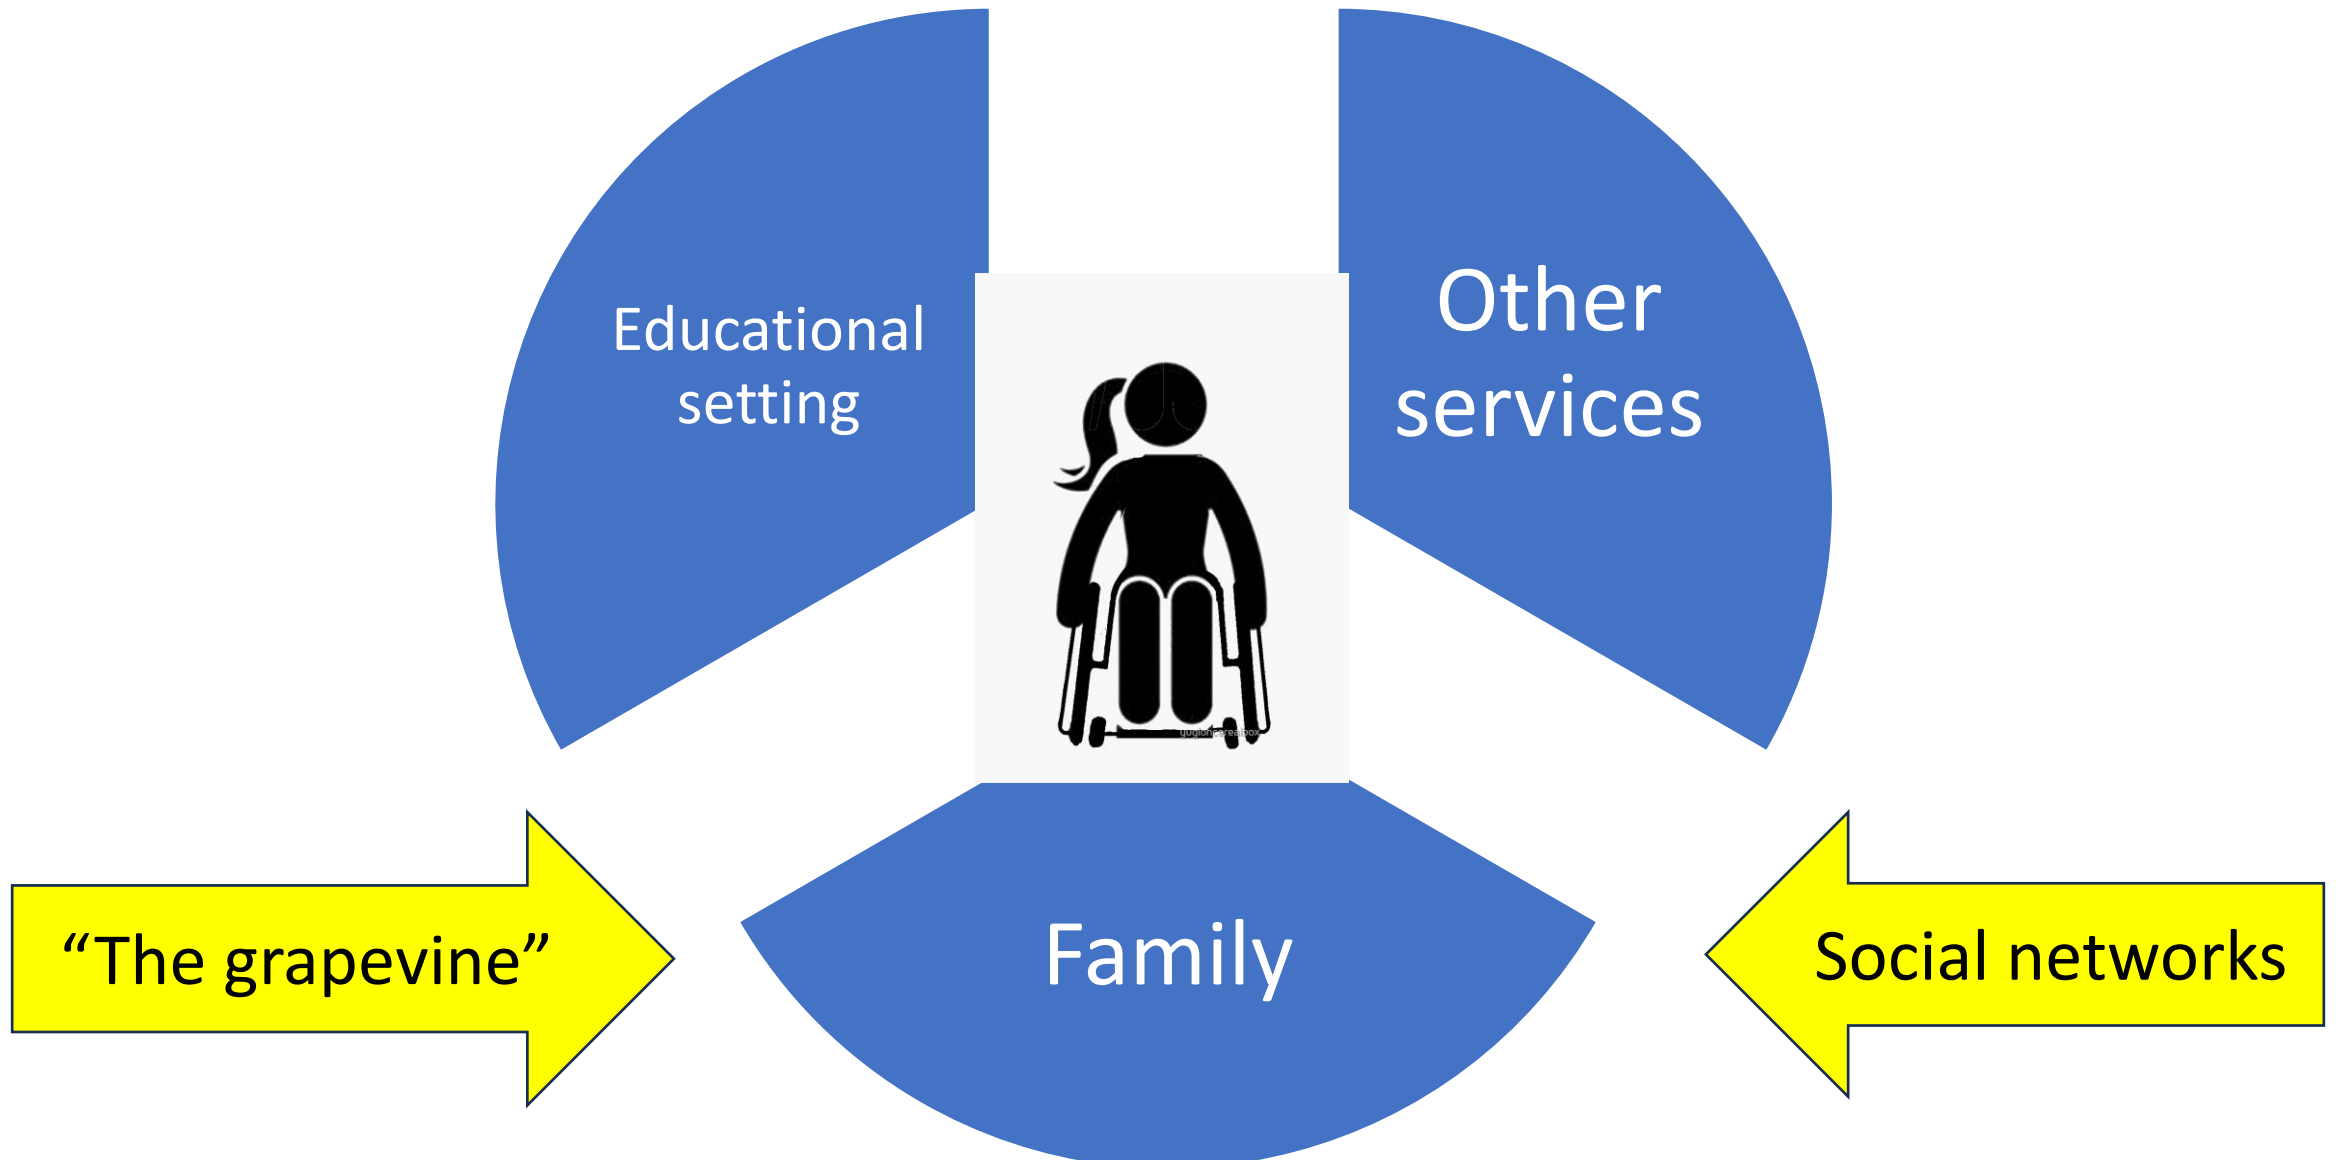 Educational
setting
Other
services
Family
“The grapevine”
Social networks